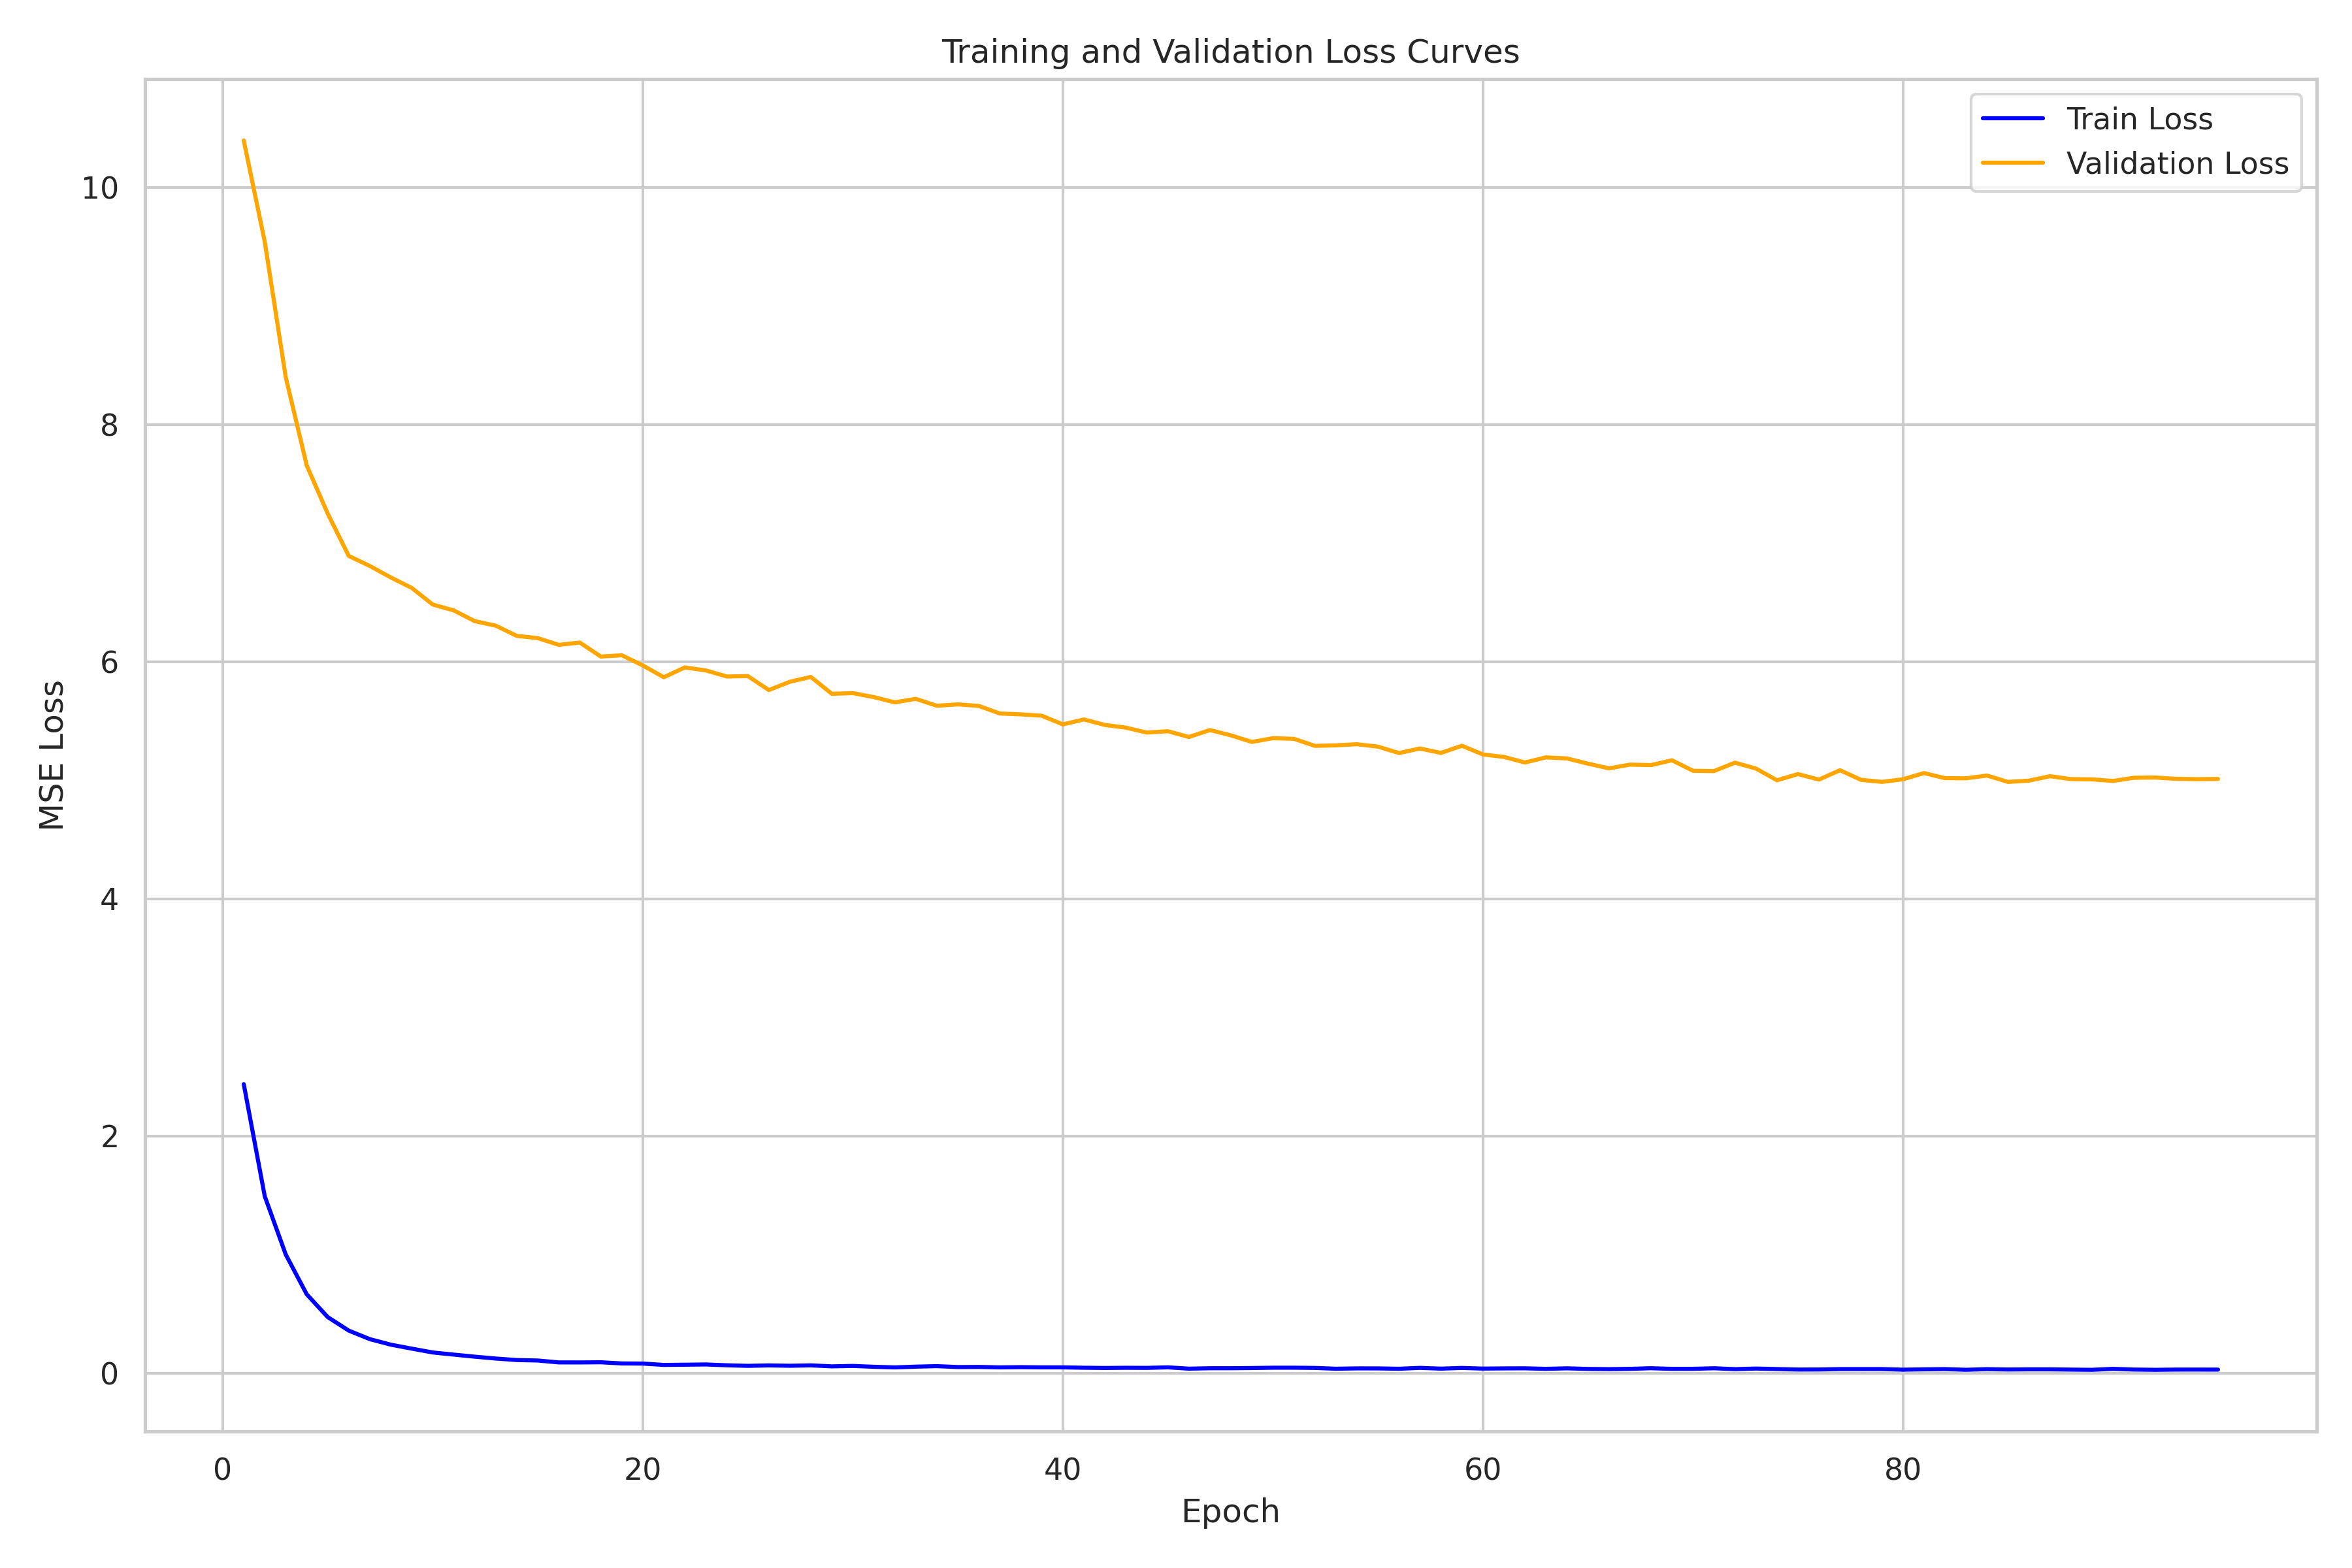 Training and Validation Loss Curves
Train Loss
Validation Loss
10
8
6
4
2
0
MSE Loss
0 20 40 60 80
Epoch